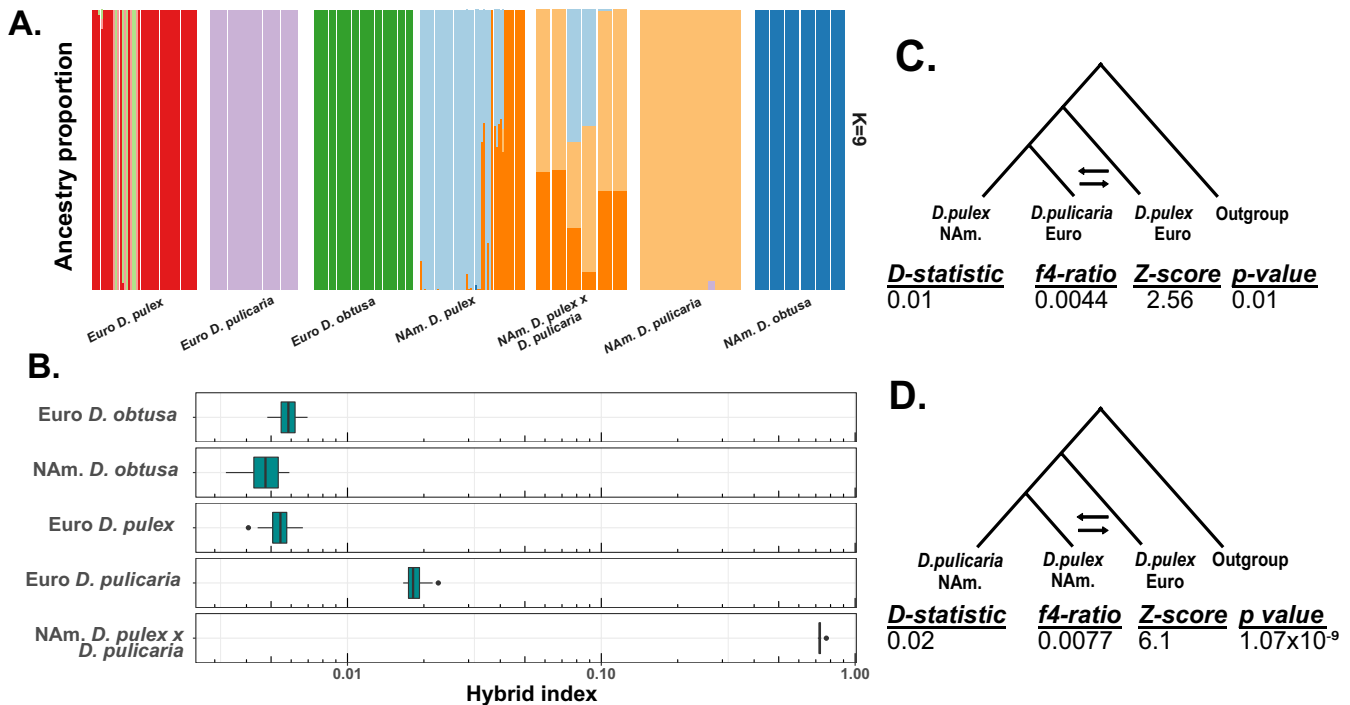 A.
Ancestry proportion
K=9
Euro D. pulex
Euro D. pulicaria
Euro D. obtusa
NAm. D. pulex
NAm. D. pulex x
D. pulicaria
NAm. D. pulicaria
NAm. D. obtusa
B.
Euro D. obtusa
NAm. D. obtusa
Euro D. pulex
Euro D. pulicaria
NAm. D. pulex x
D. pulicaria
0.01 0.10 1.00
Hybrid index
C.
D.pulex D.pulicaria D.pulex Outgroup
NAm. Euro Euro
D-statistic f4-ratio Z-score p-value
0.01 0.0044 2.56 0.01
D.
D.pulicaria D.pulex D.pulex Outgroup
NAm. NAm. Euro
D-statistic f4-ratio Z-score p value
0.02 0.0077 6.1 1.07x10⁻⁹